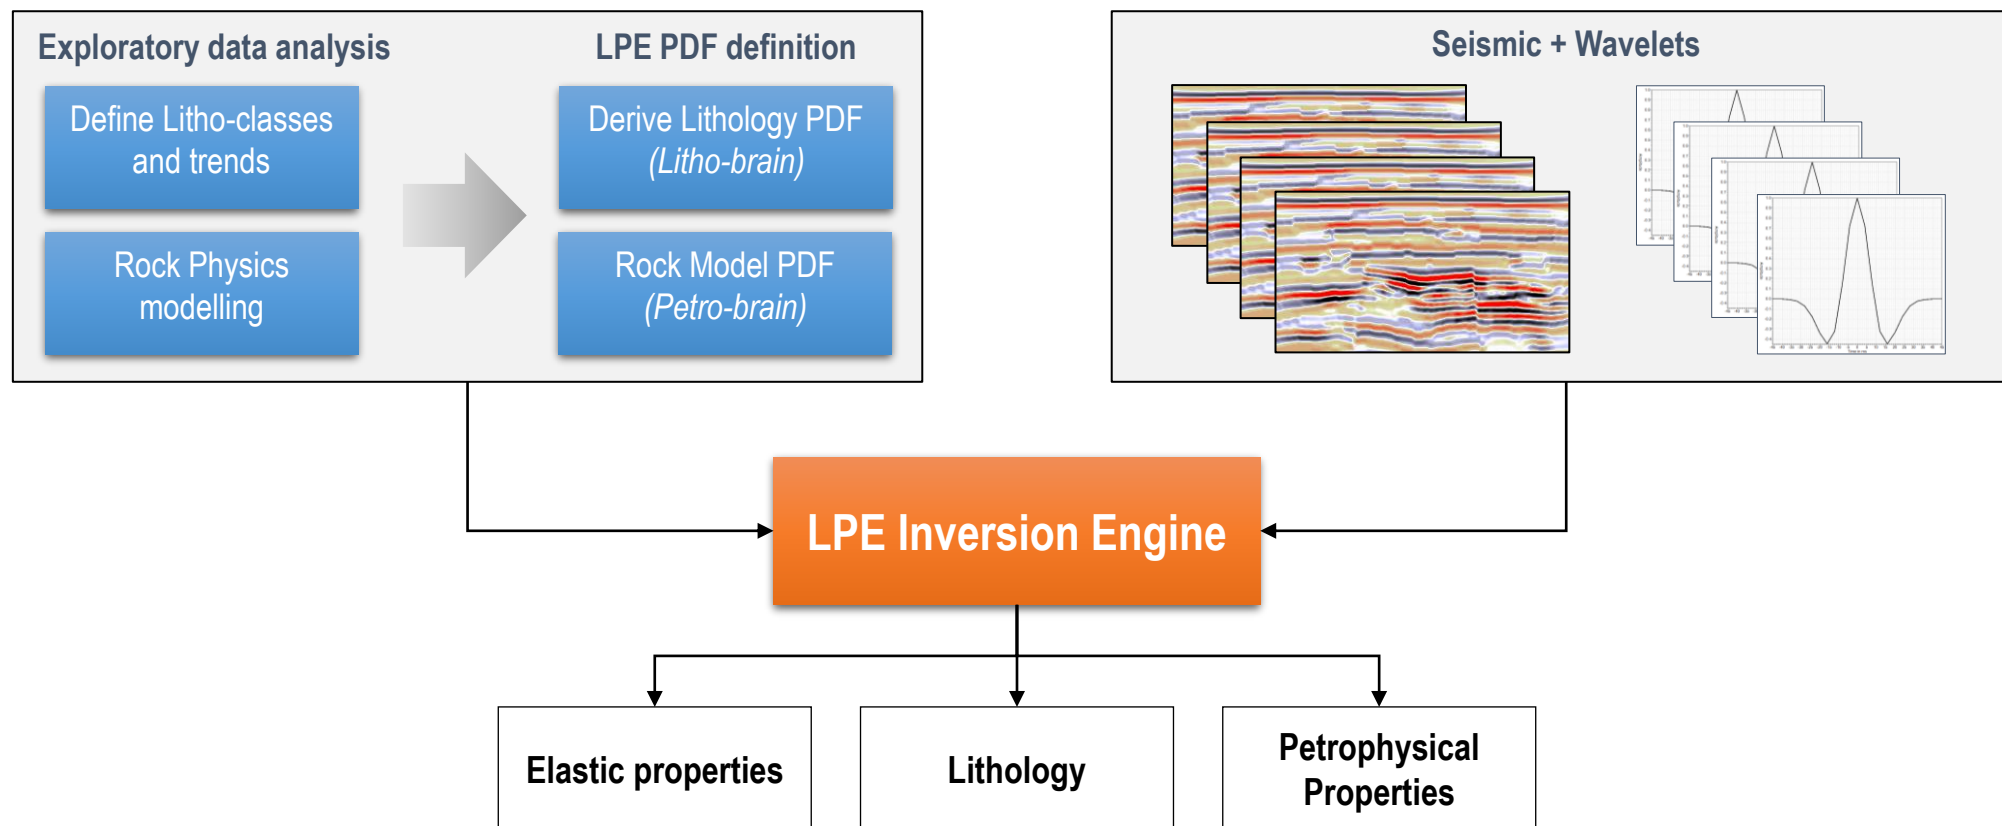 Exploratory data analysis
Define Litho-classes
and trends
Rock Physics
modelling
LPE PDF definition
Derive Lithology PDF
(Litho-brain)
Rock Model PDF
(Petro-brain)
Seismic + Wavelets
LPE Inversion Engine
Elastic properties
Lithology
Petrophysical
Properties